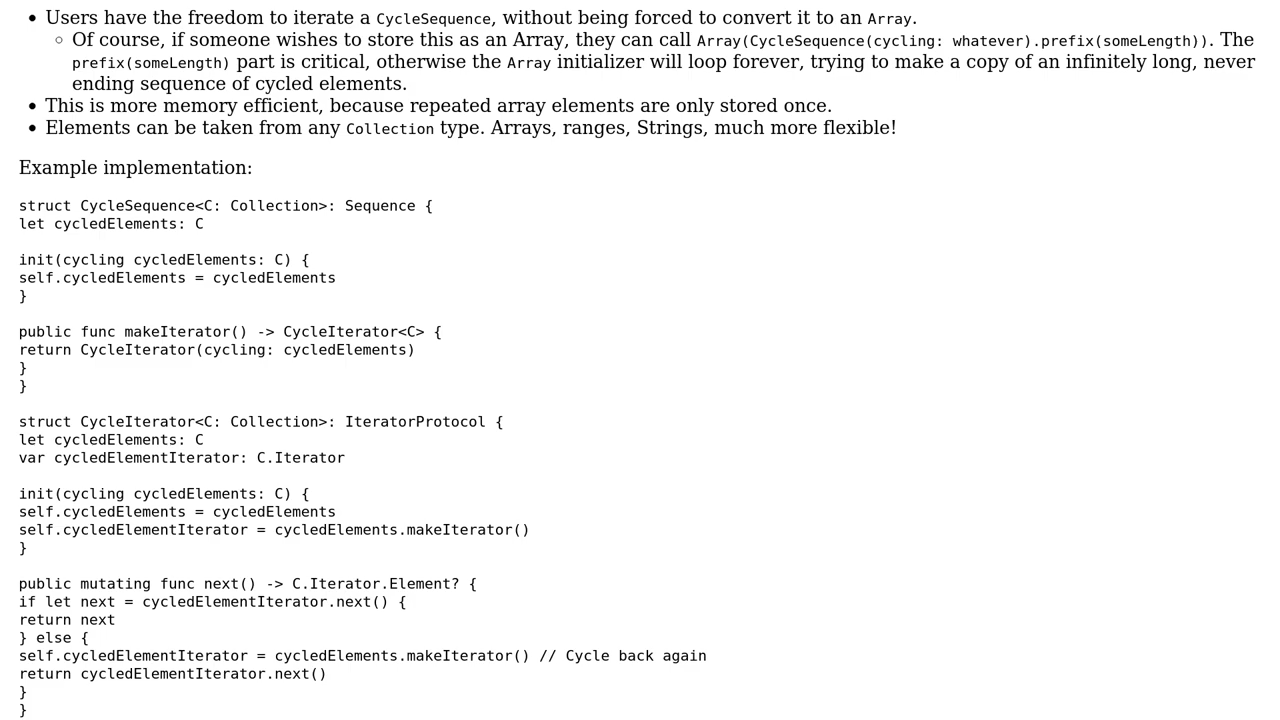 Users have the freedom to iterate a CycleSequence, without being forced to convert it to an Array.
Of course, if someone wishes to store this as an Array, they can call Array(CycleSequence(cycling: whatever).prefix(someLength)). The
prefix(someLength) part is critical, otherwise the Array initializer will loop forever, trying to make a copy of an infinitely long, never
ending sequence of cycled elements.
This is more memory efficient, because repeated array elements are only stored once.
Elements can be taken from any Collection type. Arrays, ranges, Strings, much more flexible!
Example implementation:
struct CycleSequence<C: Collection>: Sequence {
let cycledElements: C
init(cycling cycledElements: C) {
self.cycledElements = cycledElements
}
public func makeIterator() -> CycleIterator<C> {
return CycleIterator(cycling: cycledElements)
}
}
struct CycleIterator<C: Collection>: IteratorProtocol {
let cycledElements: C
var cycledElementIterator: C.Iterator
init(cycling cycledElements: C) {
self.cycledElements = cycledElements
self.cycledElementIterator = cycledElements.makeIterator()
}
public mutating func next() -> C.Iterator.Element? {
if let next = cycledElementIterator.next() {
return next
} else {
self.cycledElementIterator = cycledElements.makeIterator() // Cycle back again
return cycledElementIterator.next()
}
}